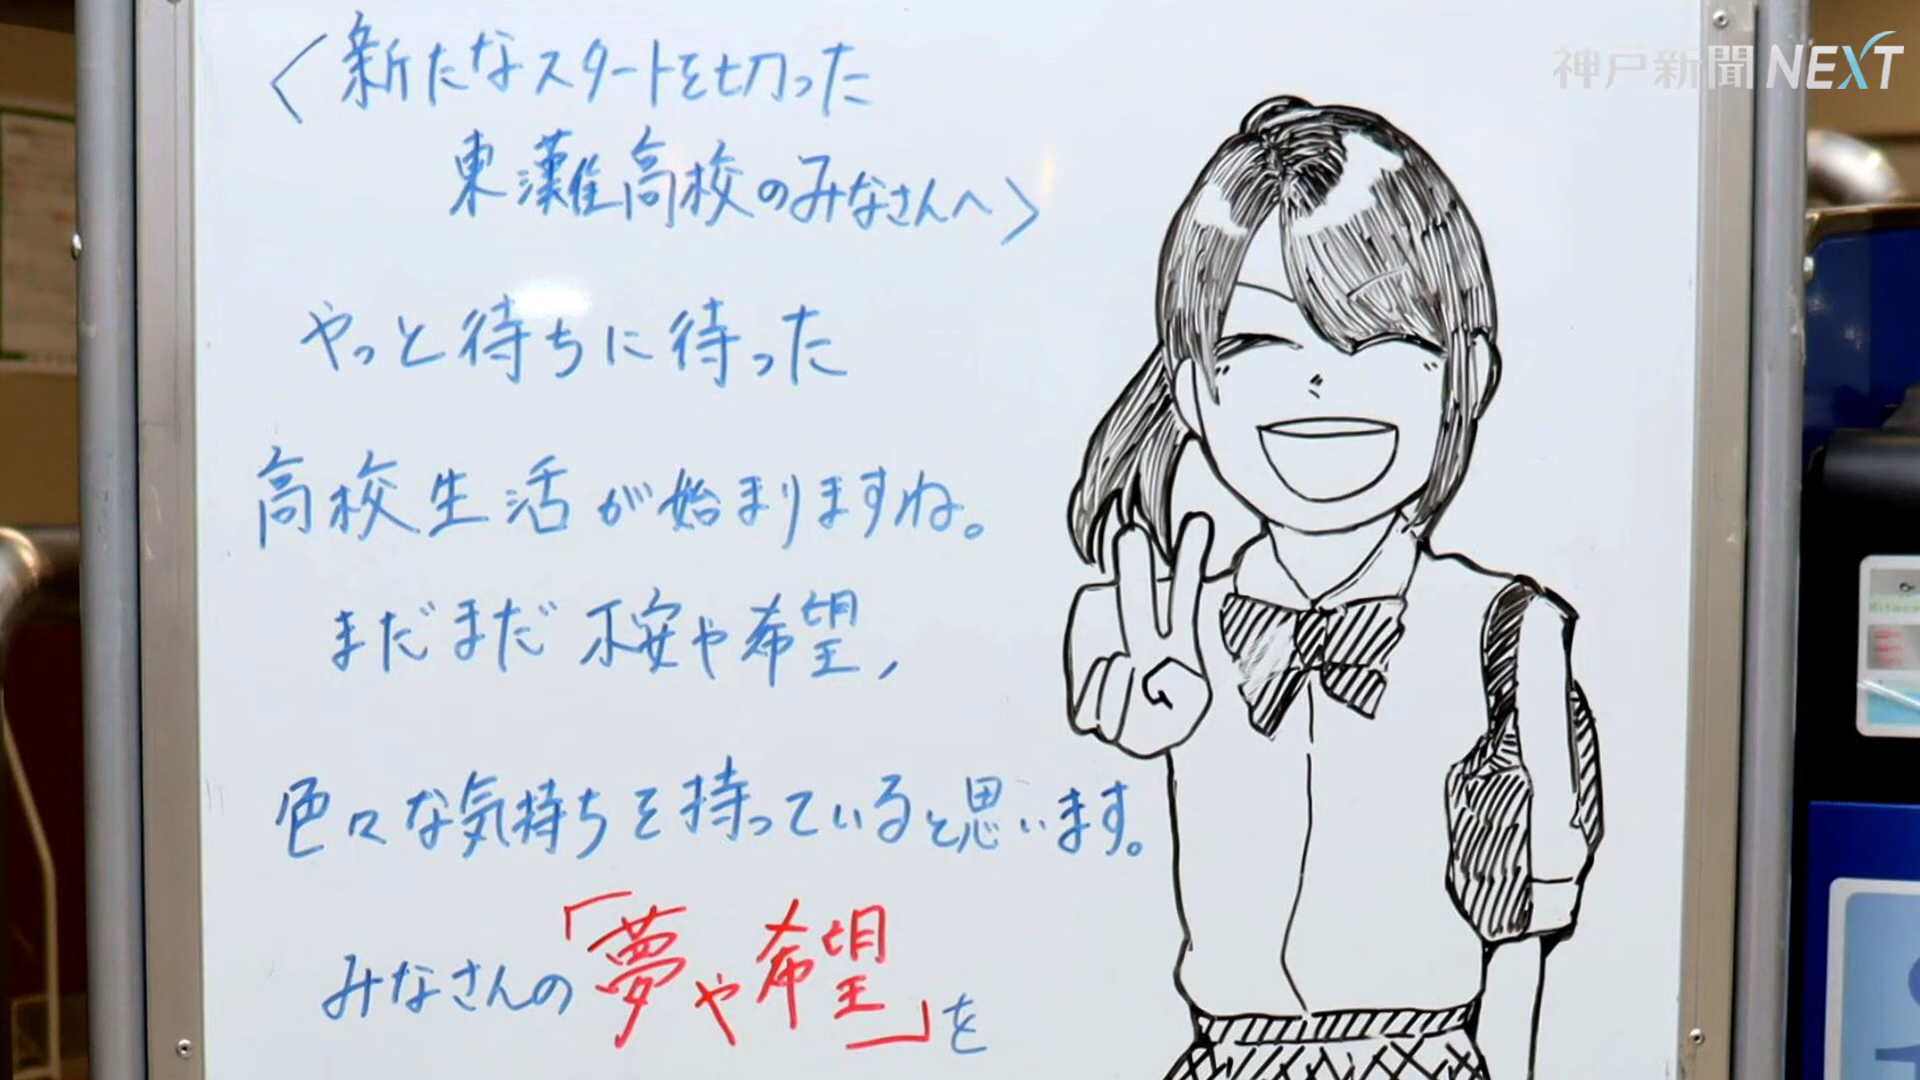 神戸新聞NEXT
〈新たなスタートを切った
東灘高校のみなさんへ〉
やっと待ちに待った
高校生活が始まりますね。
まだまだ不安や希望、
色々な気持ちを持っていると思います。
みなさんの「夢や希望」を